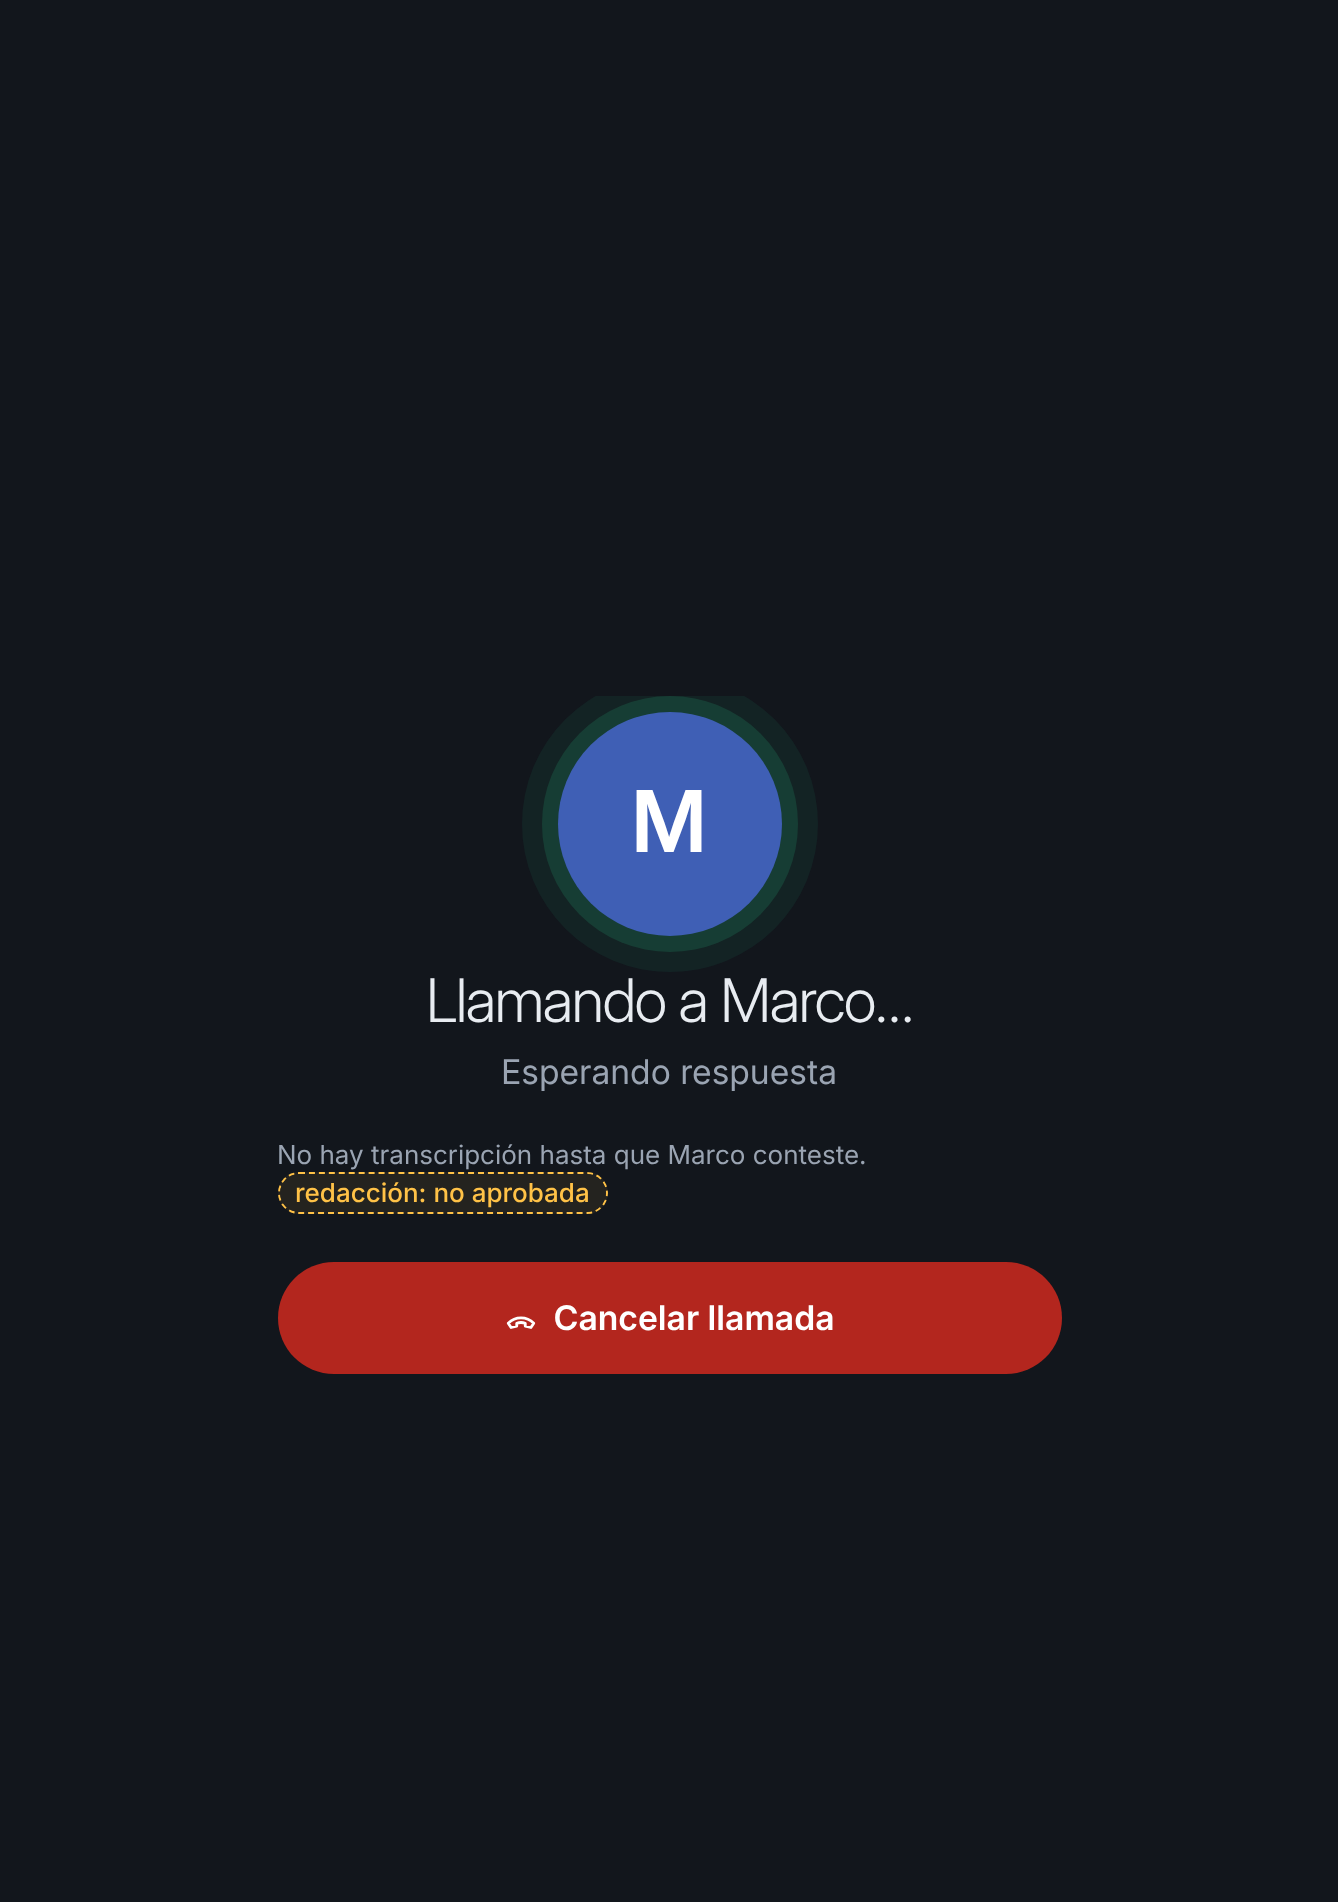 M
Llamando a Marco...
Esperando respuesta
No hay transcripción hasta que Marco conteste.
redacción: no aprobada
Cancelar llamada